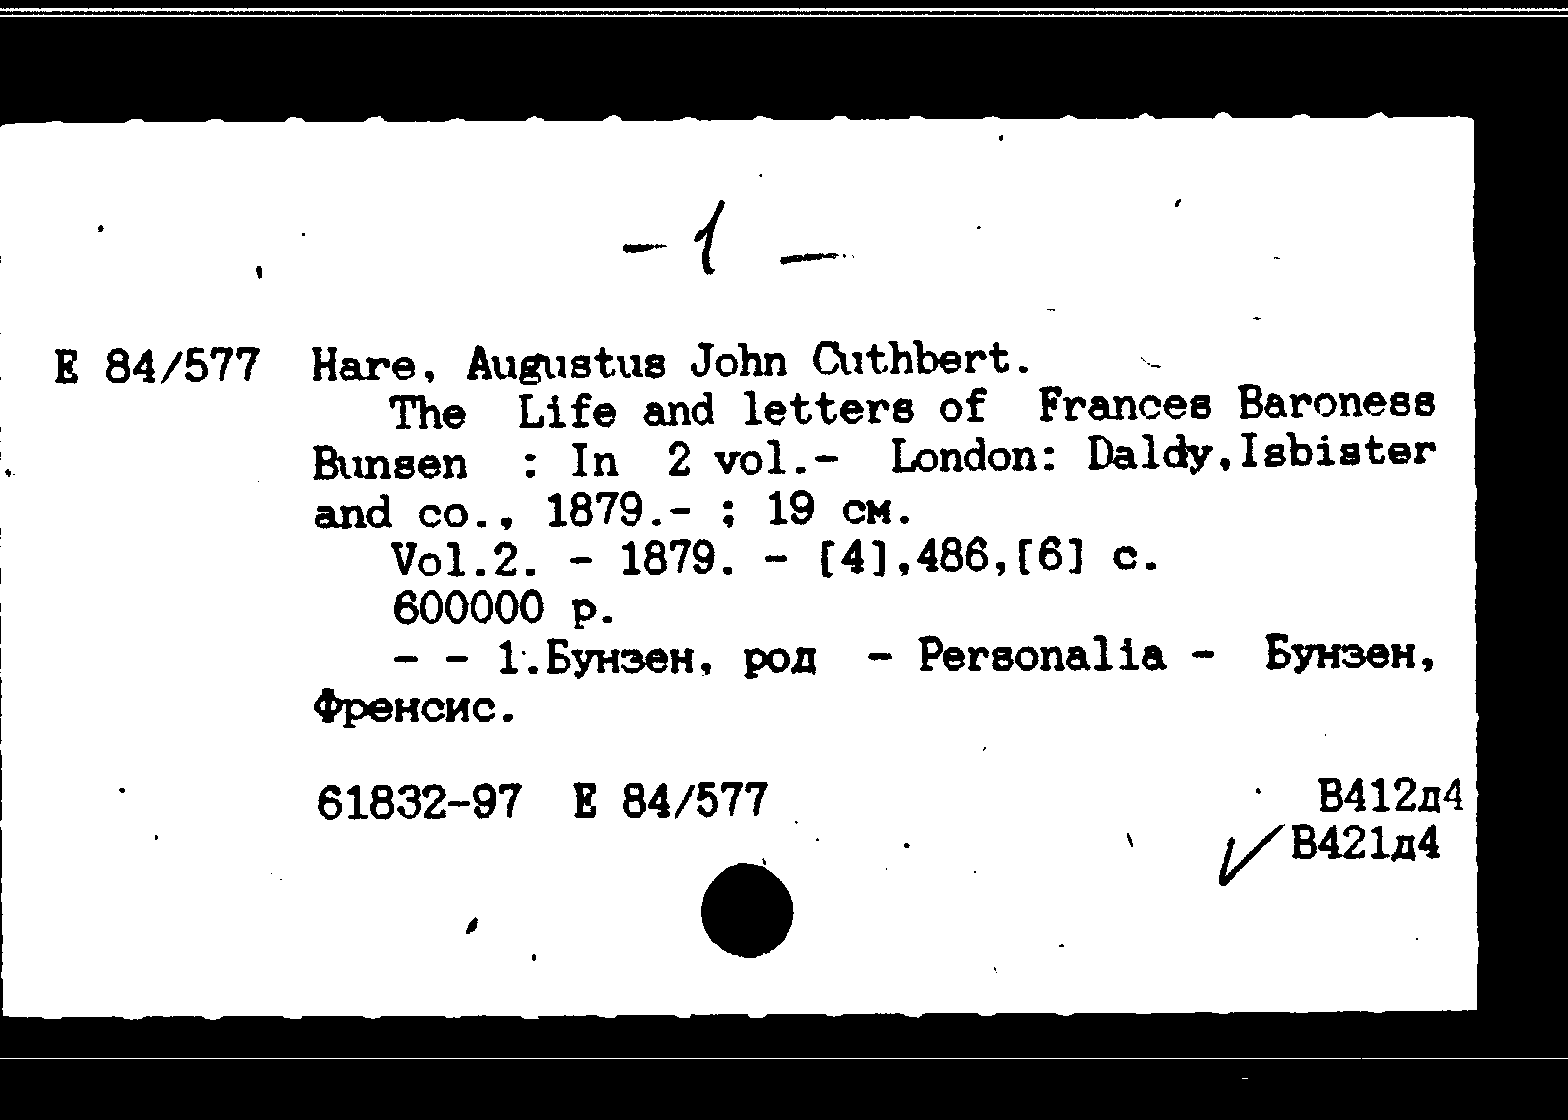 - 1 -
E 84/577 Hare, Augustus John Cuthbert.
The Life and letters of Frances Baroness
Bunsen : In 2 vol.- London: Daldy,Isbister
and co., 1879.- ; 19 см.
Vol.2. - 1879. - [4],486,[6] с.
600000 р.
- - 1.Бунзен, род - Personalia - Бунзен,
Френсис.
61832-97 E 84/577 В412д4
В421д4